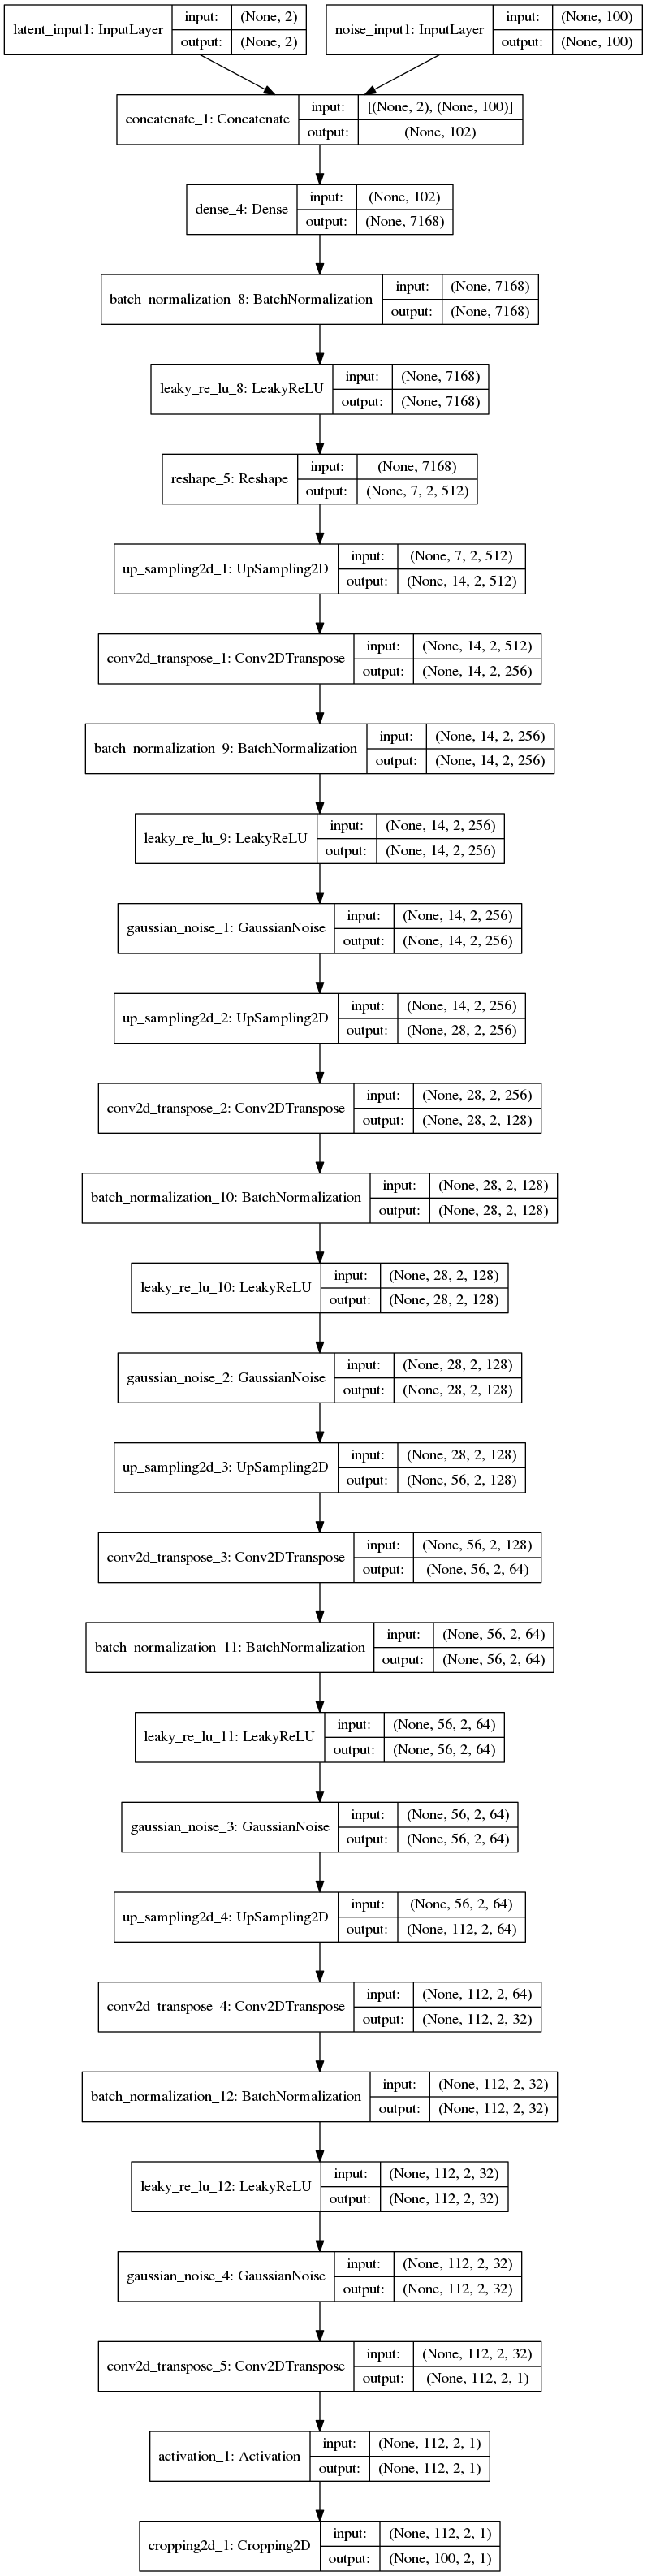 latent_input1: InputLayer input: (None, 2) output: (None, 2)
noise_input1: InputLayer input: (None, 100) output: (None, 100)
concatenate_1: Concatenate input: [(None, 2), (None, 100)] output: (None, 102)
dense_4: Dense input: (None, 102) output: (None, 7168)
batch_normalization_8: BatchNormalization input: (None, 7168) output: (None, 7168)
leaky_re_lu_8: LeakyReLU input: (None, 7168) output: (None, 7168)
reshape_5: Reshape input: (None, 7168) output: (None, 7, 2, 512)
up_sampling2d_1: UpSampling2D input: (None, 7, 2, 512) output: (None, 14, 2, 512)
conv2d_transpose_1: Conv2DTranspose input: (None, 14, 2, 512) output: (None, 14, 2, 256)
batch_normalization_9: BatchNormalization input: (None, 14, 2, 256) output: (None, 14, 2, 256)
leaky_re_lu_9: LeakyReLU input: (None, 14, 2, 256) output: (None, 14, 2, 256)
gaussian_noise_1: GaussianNoise input: (None, 14, 2, 256) output: (None, 14, 2, 256)
up_sampling2d_2: UpSampling2D input: (None, 14, 2, 256) output: (None, 28, 2, 256)
conv2d_transpose_2: Conv2DTranspose input: (None, 28, 2, 256) output: (None, 28, 2, 128)
batch_normalization_10: BatchNormalization input: (None, 28, 2, 128) output: (None, 28, 2, 128)
leaky_re_lu_10: LeakyReLU input: (None, 28, 2, 128) output: (None, 28, 2, 128)
gaussian_noise_2: GaussianNoise input: (None, 28, 2, 128) output: (None, 28, 2, 128)
up_sampling2d_3: UpSampling2D input: (None, 28, 2, 128) output: (None, 56, 2, 128)
conv2d_transpose_3: Conv2DTranspose input: (None, 56, 2, 128) output: (None, 56, 2, 64)
batch_normalization_11: BatchNormalization input: (None, 56, 2, 64) output: (None, 56, 2, 64)
leaky_re_lu_11: LeakyReLU input: (None, 56, 2, 64) output: (None, 56, 2, 64)
gaussian_noise_3: GaussianNoise input: (None, 56, 2, 64) output: (None, 56, 2, 64)
up_sampling2d_4: UpSampling2D input: (None, 56, 2, 64) output: (None, 112, 2, 64)
conv2d_transpose_4: Conv2DTranspose input: (None, 112, 2, 64) output: (None, 112, 2, 32)
batch_normalization_12: BatchNormalization input: (None, 112, 2, 32) output: (None, 112, 2, 32)
leaky_re_lu_12: LeakyReLU input: (None, 112, 2, 32) output: (None, 112, 2, 32)
gaussian_noise_4: GaussianNoise input: (None, 112, 2, 32) output: (None, 112, 2, 32)
conv2d_transpose_5: Conv2DTranspose input: (None, 112, 2, 32) output: (None, 112, 2, 1)
activation_1: Activation input: (None, 112, 2, 1) output: (None, 112, 2, 1)
cropping2d_1: Cropping2D input: (None, 112, 2, 1) output: (None, 100, 2, 1)